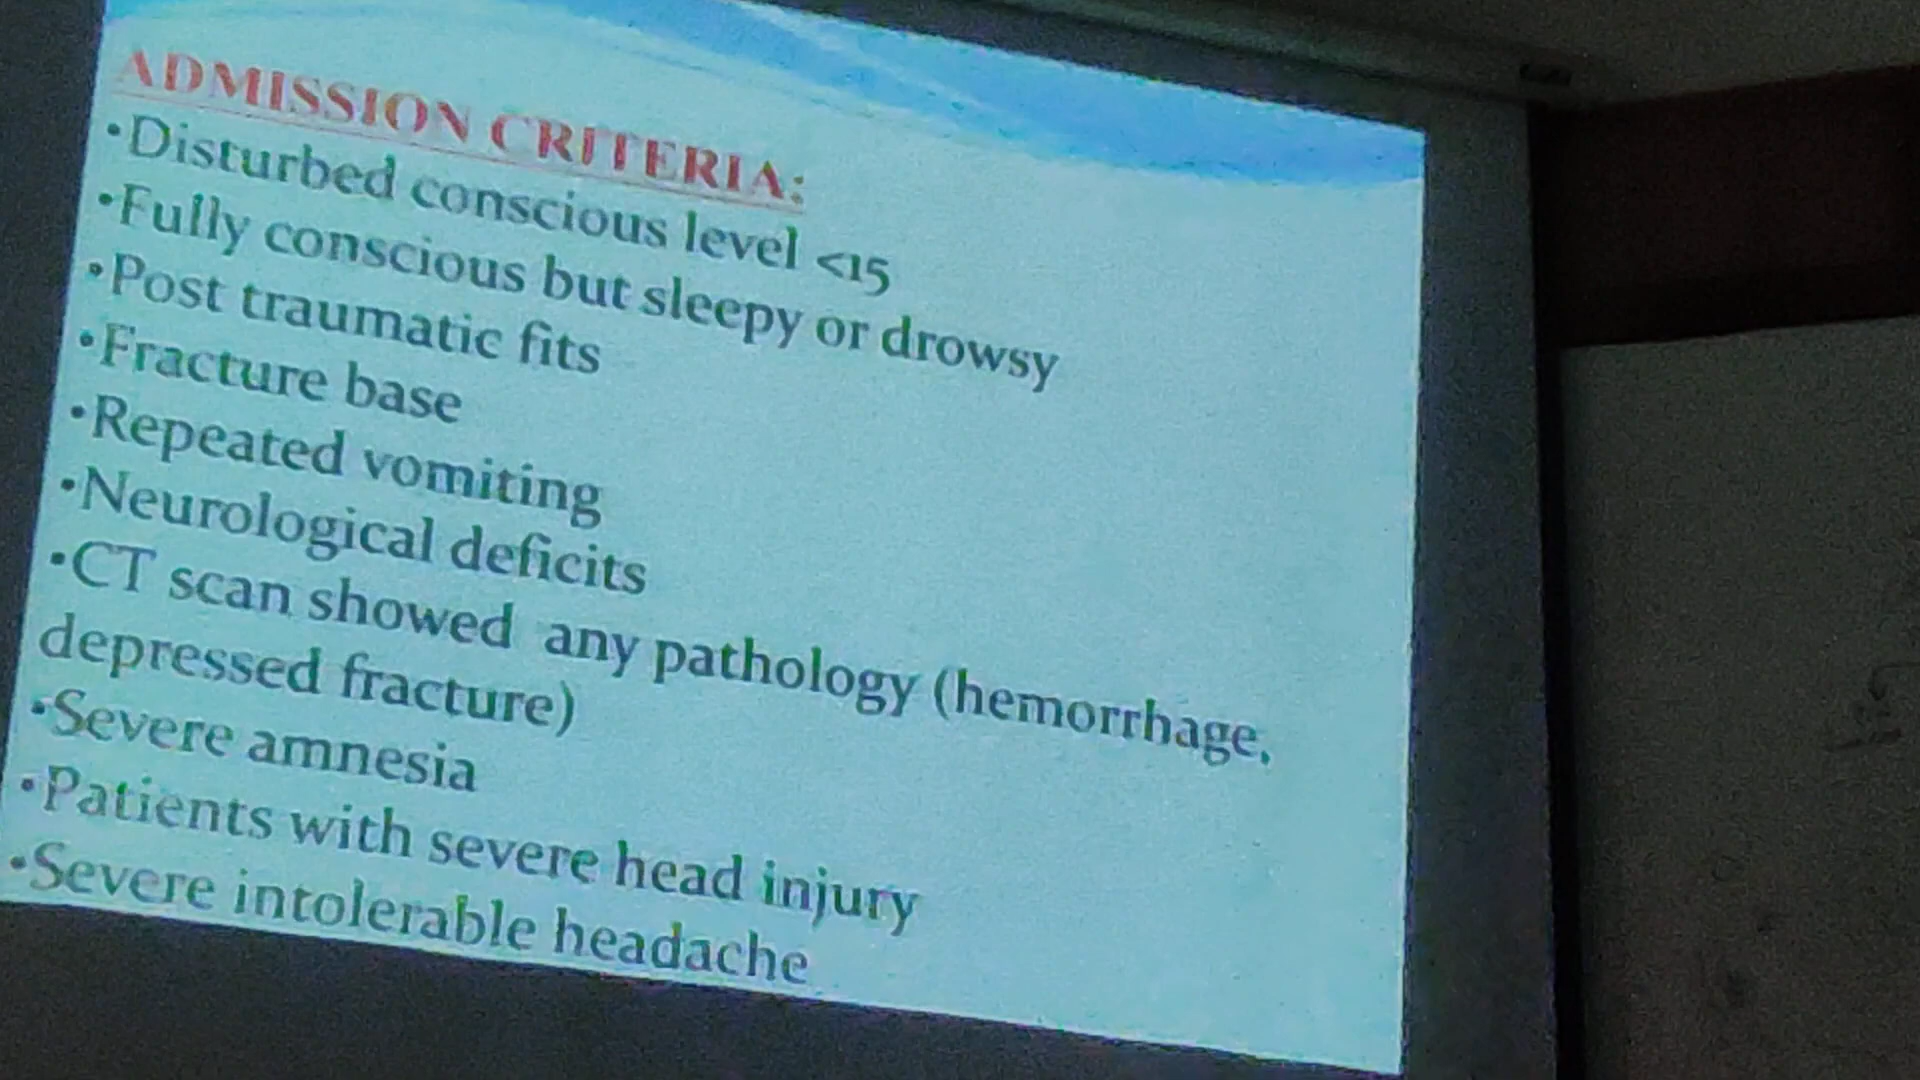 ADMISSION CRITERIA:
•Disturbed conscious level <15
•Fully conscious but sleepy or drowsy
•Post traumatic fits
•Fracture base
•Repeated vomiting
•Neurological deficits
•CT scan showed any pathology (hemorrhage,
depressed fracture)
•Severe amnesia
•Patients with severe head injury
•Severe intolerable headache